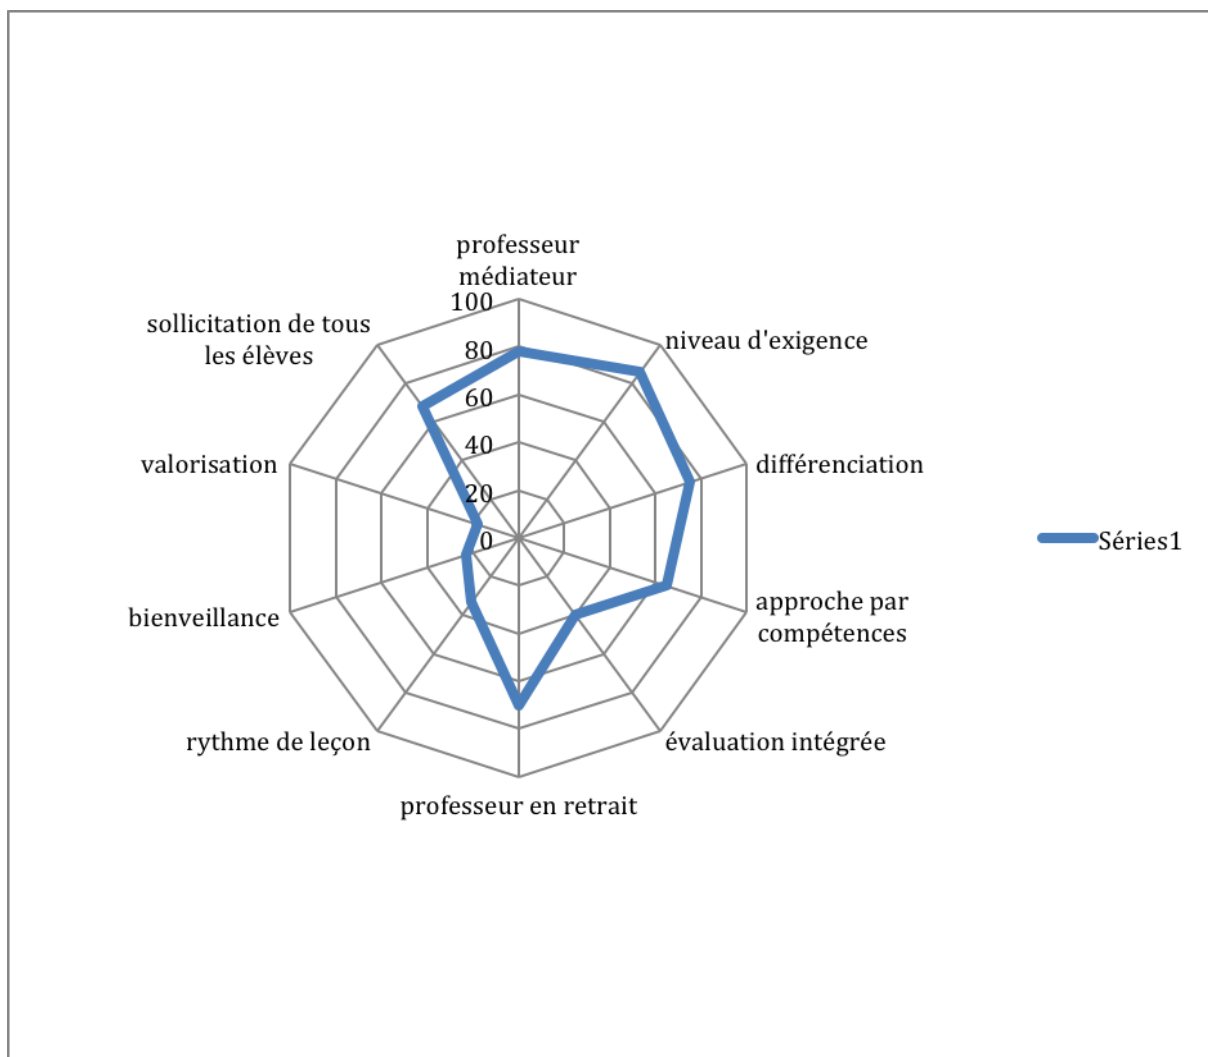 professeur
médiateur
100
80
60
40
20
0
niveau d'exigence
différenciation
approche par
compétences
évaluation intégrée
professeur en retrait
rythme de leçon
bienveillance
valorisation
sollicitation de tous
les élèves
Séries1